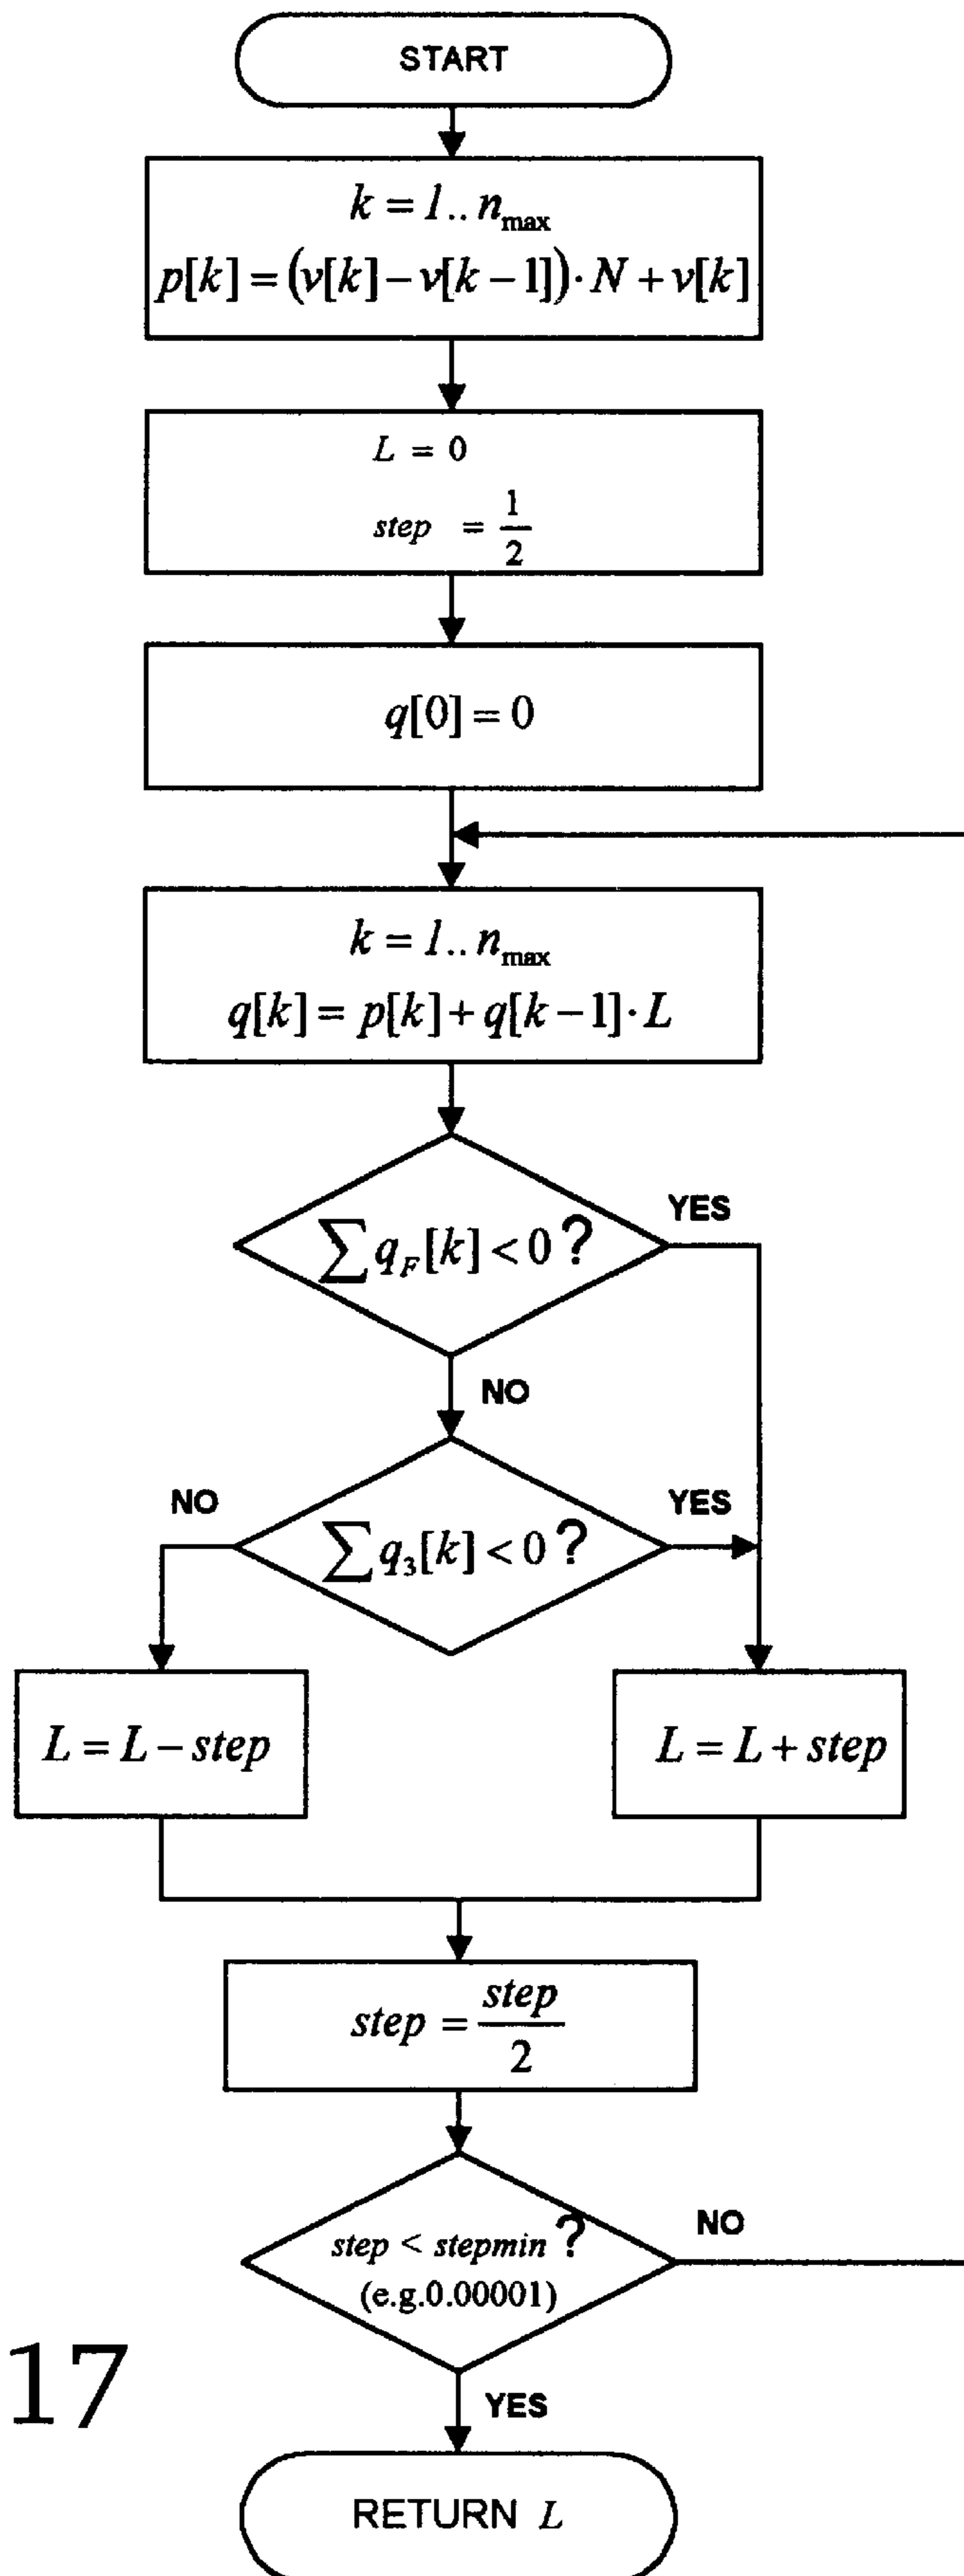 START
k = 1.. n_max
p[k] = (v[k] − v[k − 1]) · N + v[k]
L = 0
step = 1/2
q[0] = 0
k = 1.. n_max
q[k] = p[k] + q[k − 1] · L
∑ q_F[k] < 0 ?
YES
NO
∑ q_3[k] < 0 ?
NO
YES
L = L − step
L = L + step
step = step/2
step < stepmin ?
(e.g.0.00001)
NO
YES
RETURN L
17